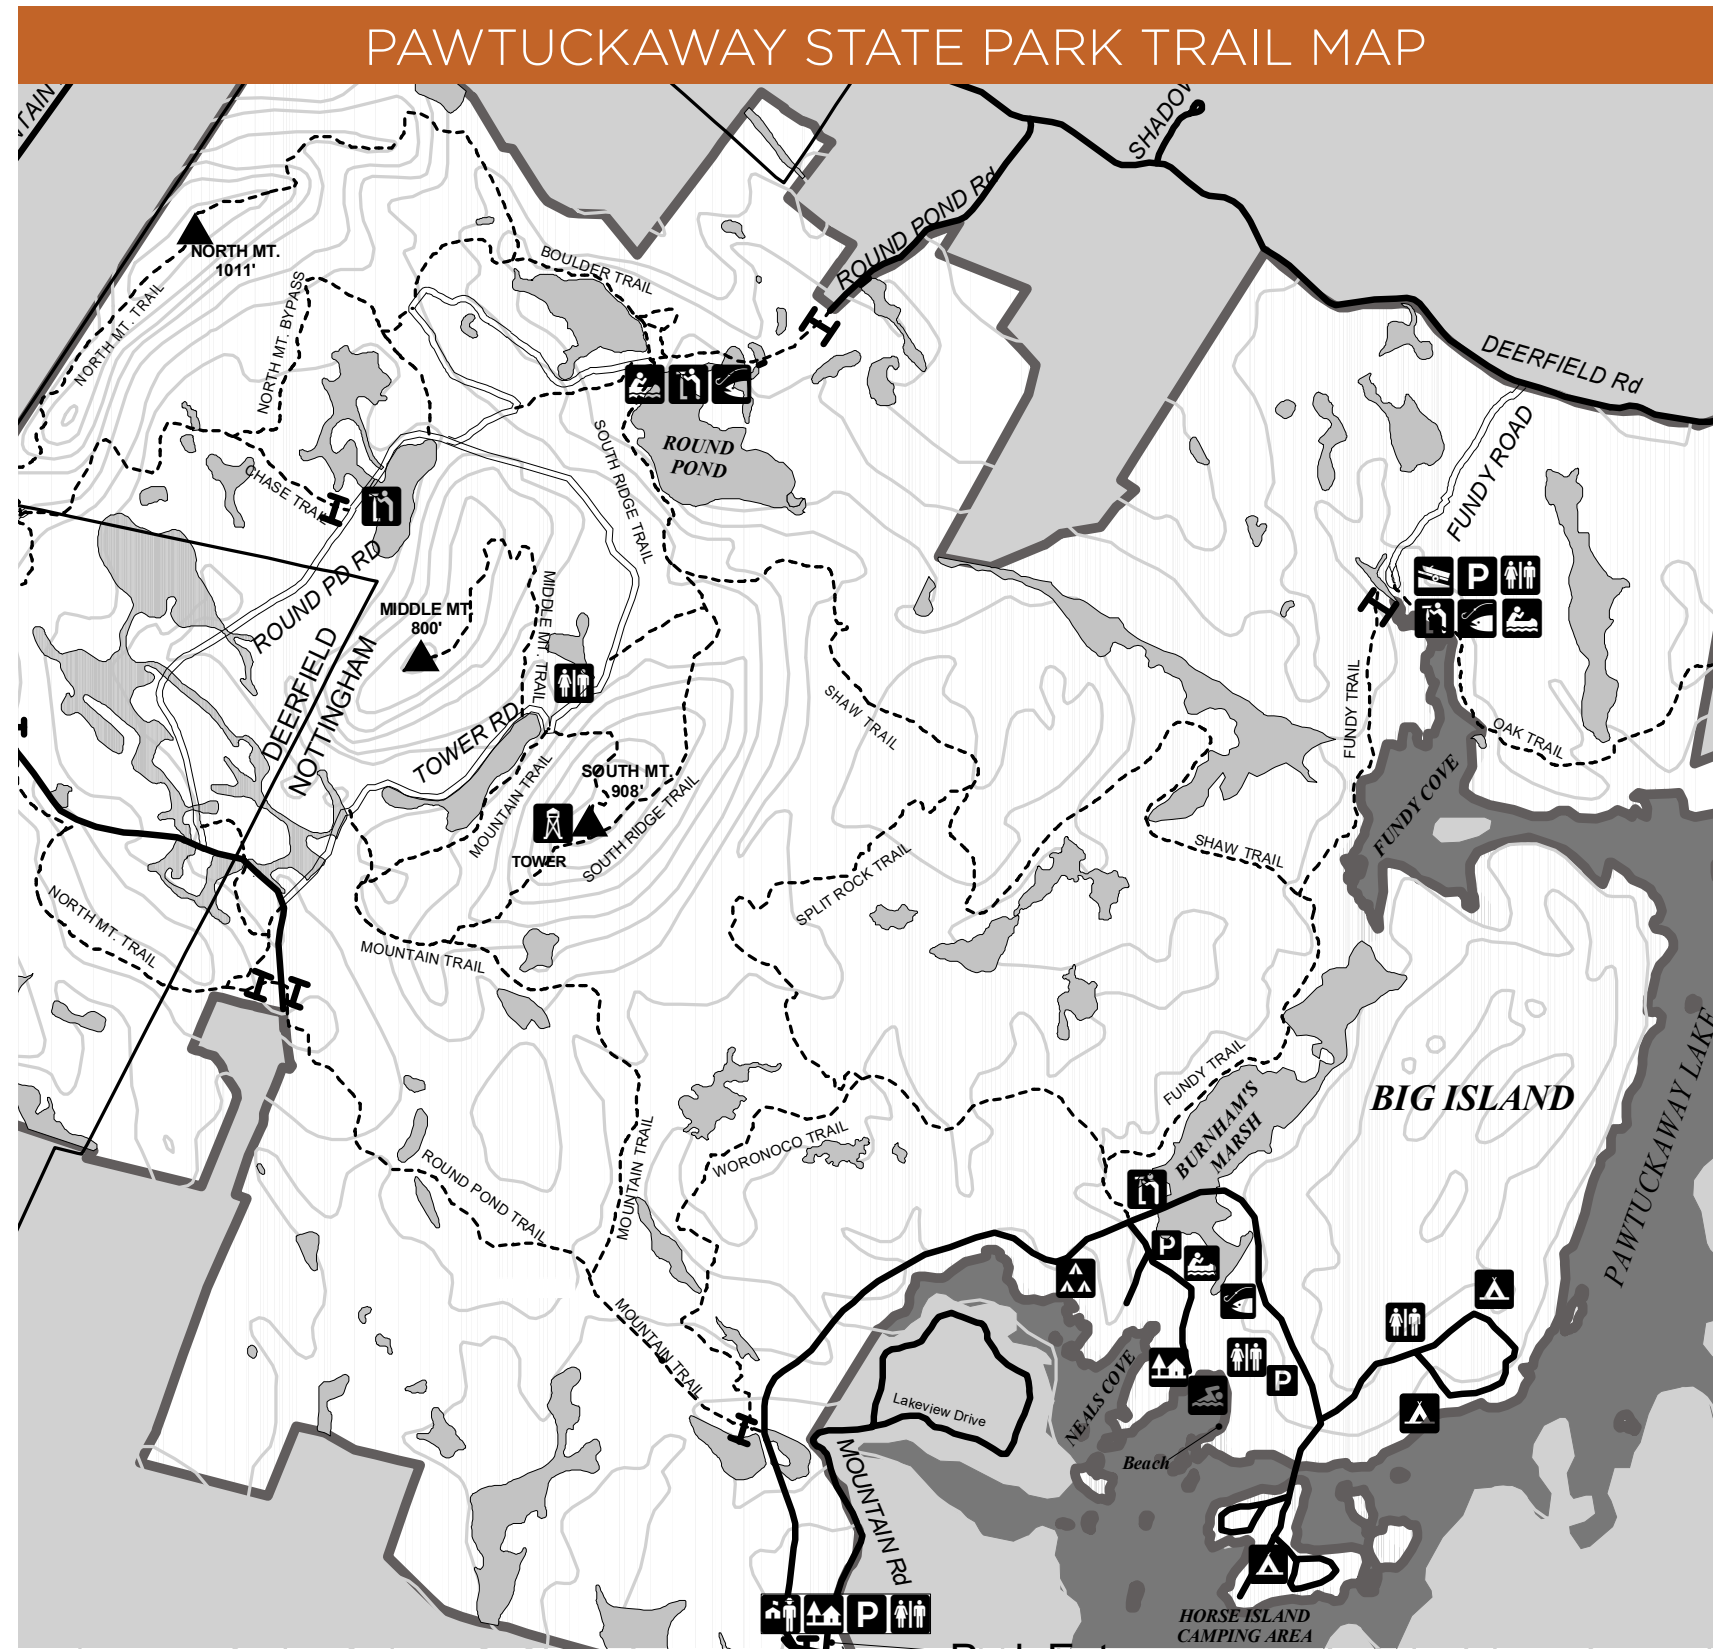 PAWTUCKAWAY STATE PARK TRAIL MAP
TAIN
SHADOW
ROUND POND Rd
NORTH MT.
1011'
BOULDER TRAIL
NORTH MT. TRAIL
NORTH MT. BYPASS
DEERFIELD Rd
FUNDY ROAD
ROUND
POND
SOUTH RIDGE TRAIL
CHASE TRAIL
ROUND PD RD
MIDDLE MT.
800'
MIDDLE MT. TRAIL
DEERFIELD
NOTTINGHAM
TOWER RD
SHAW TRAIL
FUNDY TRAIL
OAK TRAIL
FUNDY COVE
SOUTH MT.
908'
MOUNTAIN TRAIL
TOWER
SOUTH RIDGE TRAIL
SHAW TRAIL
SPLIT ROCK TRAIL
NORTH MT. TRAIL
MOUNTAIN TRAIL
FUNDY TRAIL
BIG ISLAND
BURNHAM'S
MARSH
PAWTUCKAWAY LAKE
WORONOCO TRAIL
MOUNTAIN TRAIL
ROUND POND TRAIL
MOUNTAIN TRAIL
P
P
P
NEALS COVE
Lakeview Drive
Beach
MOUNTAIN Rd
P
HORSE ISLAND
CAMPING AREA